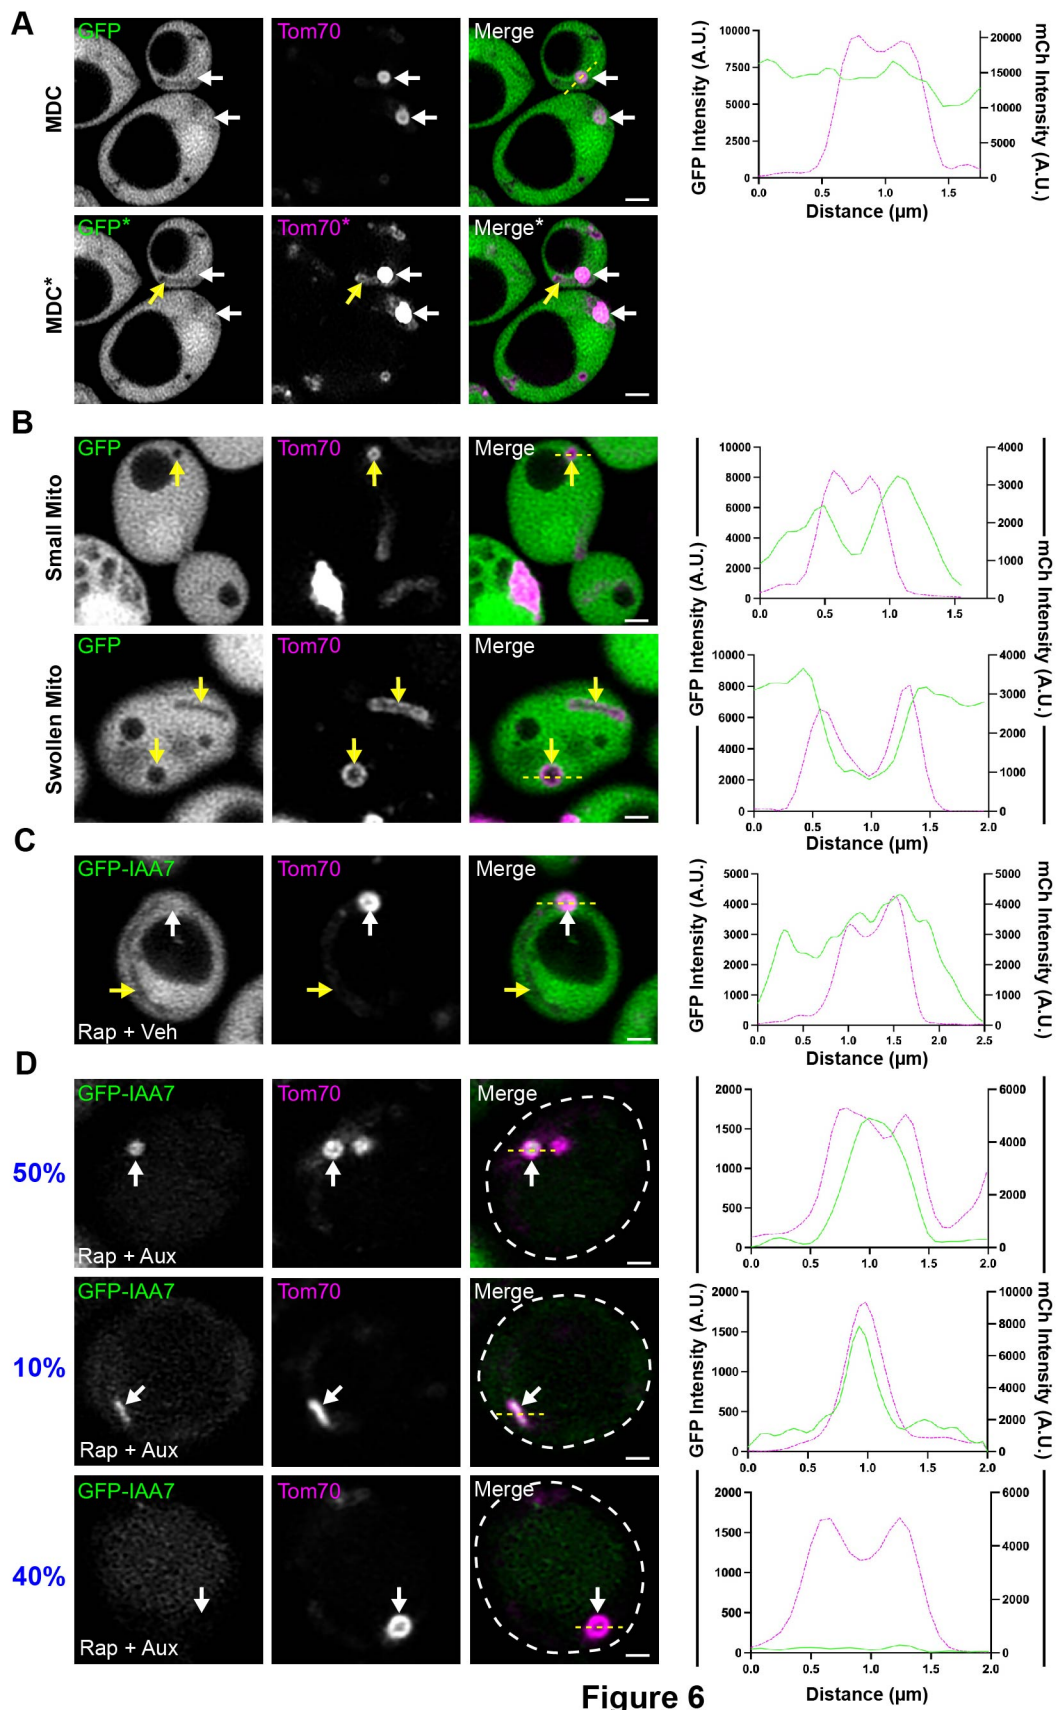 A
MDC
GFP
Tom70
Merge
GFP Intensity (A.U.)
10000
7500
5000
2500
0
0.0 0.5 1.0 1.5
Distance (µm)
20000
15000
10000
5000
0
mCh Intensity (A.U.)
MDC*
GFP*
Tom70*
Merge*
B
Small Mito
GFP
Tom70
Merge
10000
8000
6000
4000
2000
0
0.0 0.5 1.0 1.5
4000
3000
2000
1000
0
GFP Intensity (A.U.)
mCh Intensity (A.U.)
Swollen Mito
GFP
Tom70
Merge
10000
8000
6000
4000
2000
0
0.0 0.5 1.0 1.5 2.0
Distance (µm)
4000
3000
2000
1000
0
C
GFP-IAA7
Rap + Veh
Tom70
Merge
GFP Intensity (A.U.)
5000
4000
3000
2000
1000
0
0.0 0.5 1.0 1.5 2.0 2.5
Distance (µm)
5000
4000
3000
2000
1000
0
mCh Intensity (A.U.)
D
50%
GFP-IAA7
Rap + Aux
Tom70
Merge
2000
1500
1000
500
0
0.0 0.5 1.0 1.5 2.0
6000
4000
2000
0
10%
GFP-IAA7
Rap + Aux
Tom70
Merge
GFP Intensity (A.U.)
2000
1500
1000
500
0
0.0 0.5 1.0 1.5 2.0
10000
8000
6000
4000
2000
0
mCh Intensity (A.U.)
40%
GFP-IAA7
Rap + Aux
Tom70
Merge
2000
1500
1000
500
0
0.0 0.5 1.0 1.5 2.0
Distance (µm)
6000
4000
2000
0
Figure 6